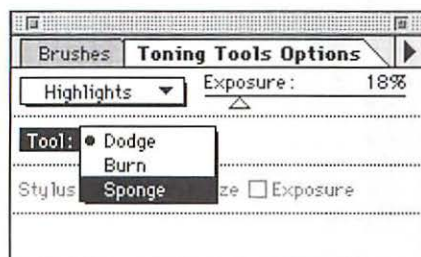 Brushes Toning Tools Options
Highlights Exposure: 18%
Tool: Dodge
Burn
Stylus Sponge ze Exposure